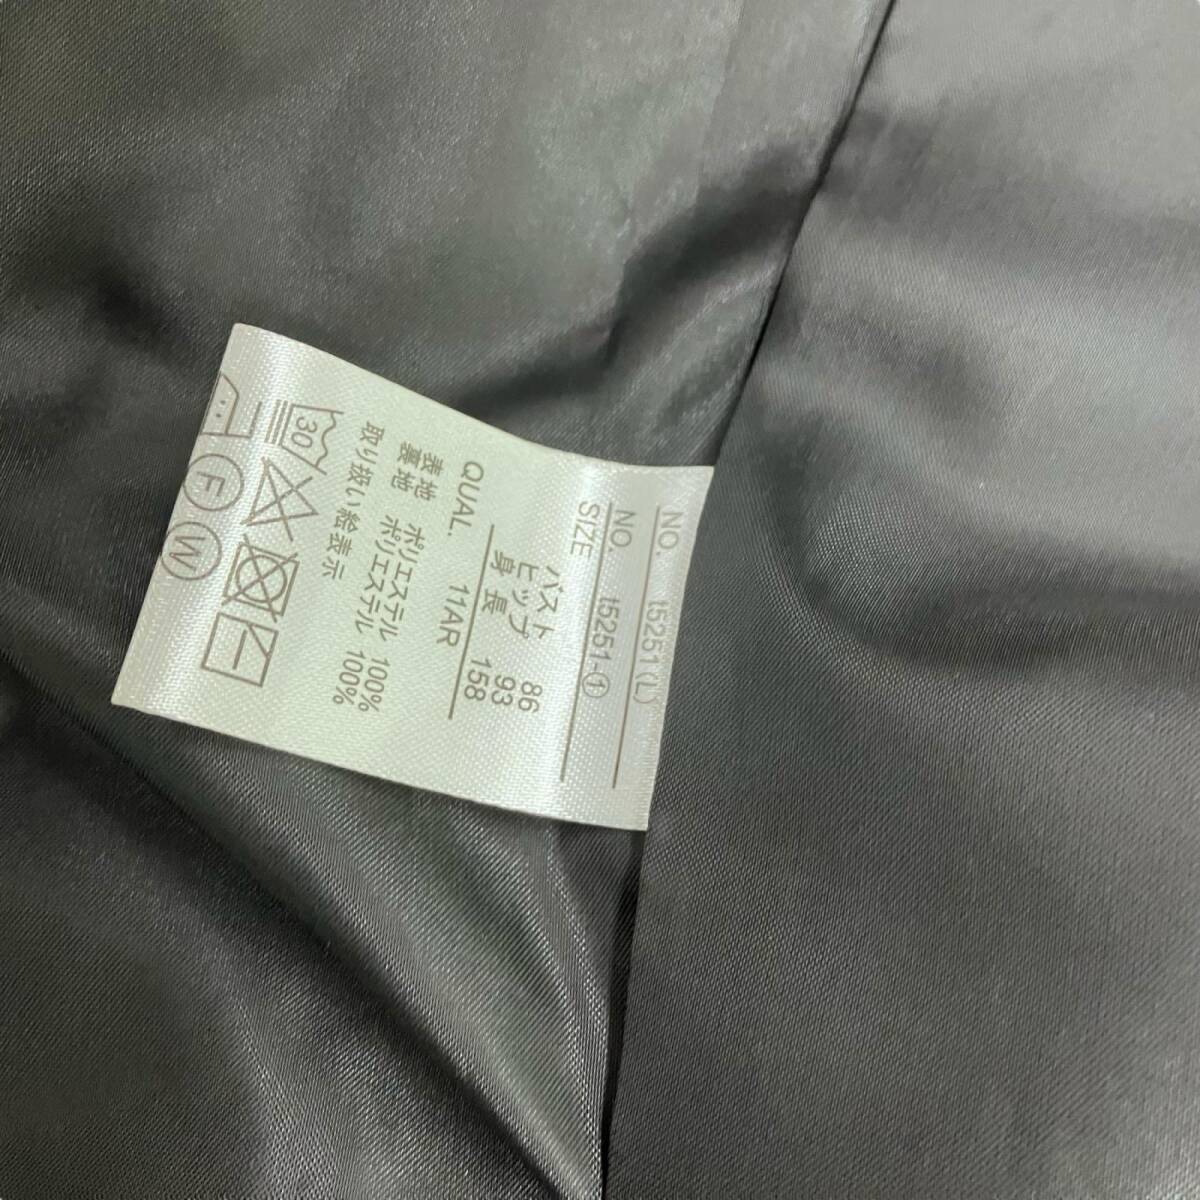 NO. t5251(L)
NO. t5251-①
SIZE
バスト 86
ヒップ 93
身長 158
11AR
QUAL.
表地 ポリエステル 100%
裏地 ポリエステル 100%
取り扱い絵表示
30
F
W